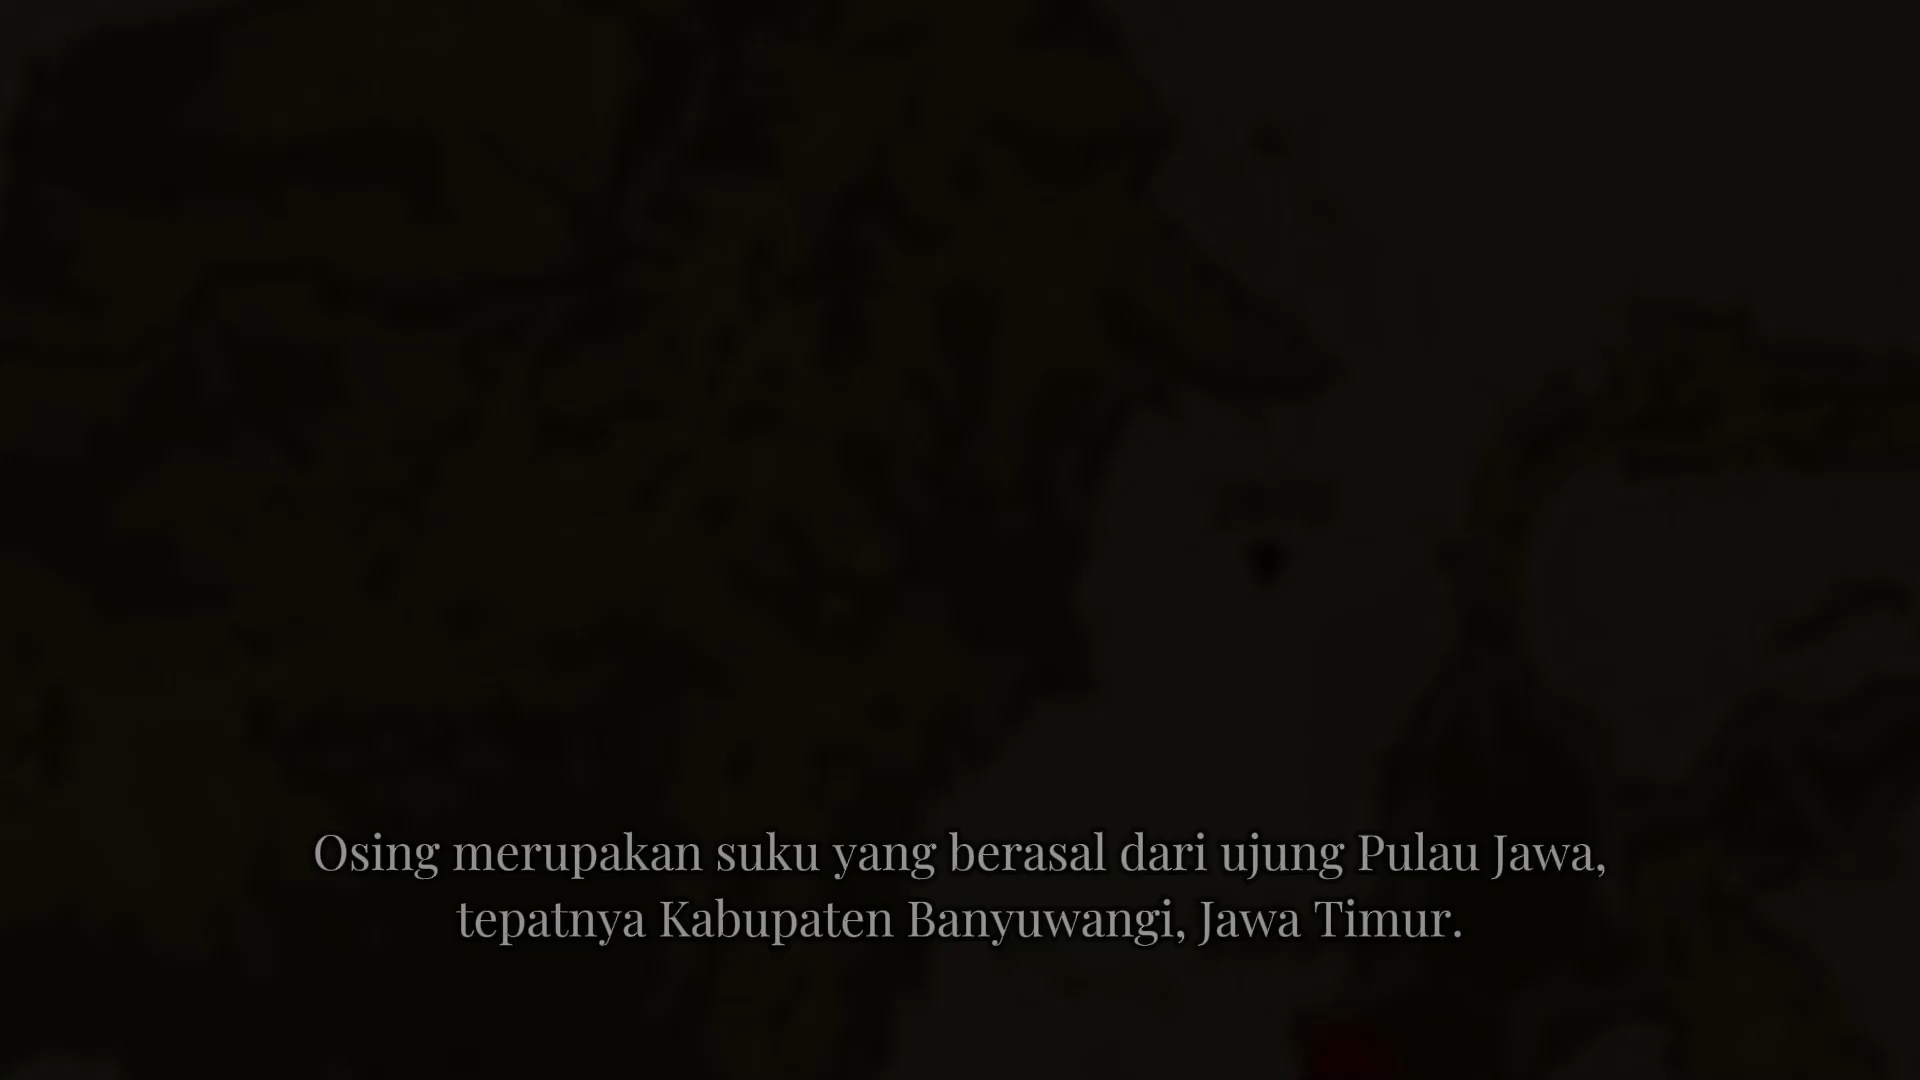 Osing merupakan suku yang berasal dari ujung Pulau Jawa,
tepatnya Kabupaten Banyuwangi, Jawa Timur.